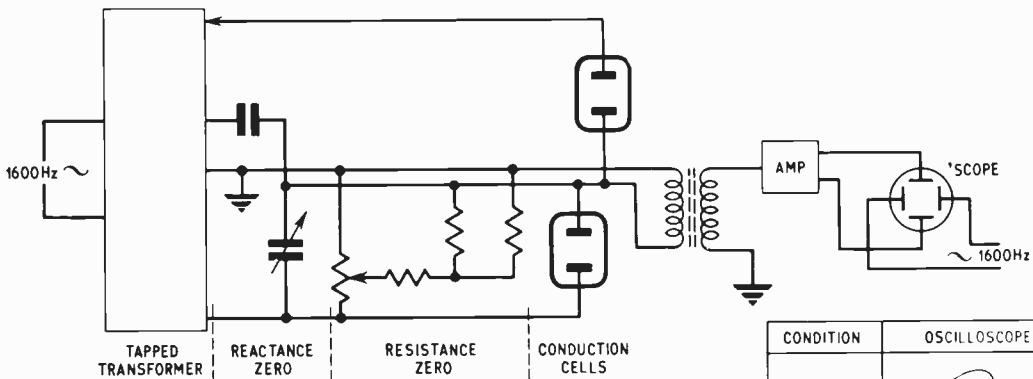 1600Hz ~
AMP
'SCOPE
~ 1600Hz
TAPPED
TRANSFORMER
REACTANCE
ZERO
RESISTANCE
ZERO
CONDUCTION
CELLS
CONDITION
OSCILLOSCOPE